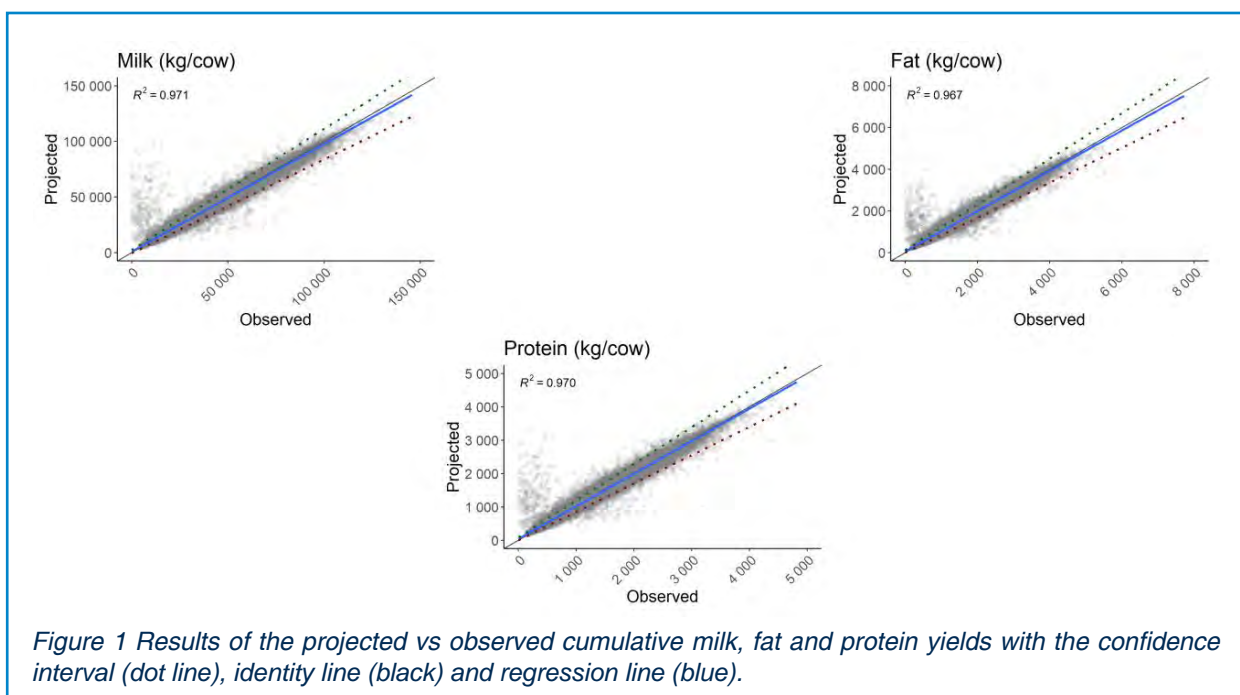 Milk (kg/cow)
R² = 0.971
150 000
100 000
50 000
0
Projected
0
50 000
100 000
150 000
Observed
Fat (kg/cow)
R² = 0.967
8 000
6 000
4 000
2 000
0
Projected
0
2 000
4 000
6 000
8 000
Observed
Protein (kg/cow)
R² = 0.970
5 000
4 000
3 000
2 000
1 000
0
Projected
0
1 000
2 000
3 000
4 000
5 000
Observed
Figure 1 Results of the projected vs observed cumulative milk, fat and protein yields with the confidence
interval (dot line), identity line (black) and regression line (blue).